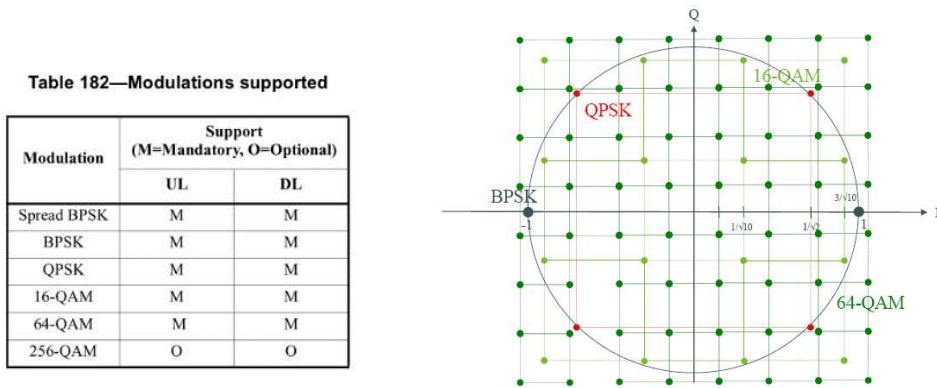 Table 182—Modulations supported
Modulation
Support
(M=Mandatory, O=Optional)
UL DL
Spread BPSK M M
BPSK M M
QPSK M M
16-QAM M M
64-QAM M M
256-QAM O O
Q
16-QAM
QPSK
BPSK
3/√10
I
-1 1/√10 1/√2 1
64-QAM